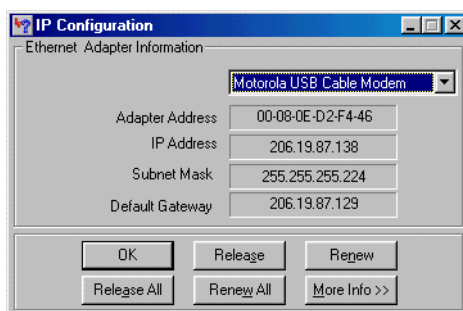 IP Configuration
Ethernet Adapter Information
Motorola USB Cable Modem
Adapter Address 00-08-0E-D2-F4-46
IP Address 206.19.87.138
Subnet Mask 255.255.255.224
Default Gateway 206.19.87.129
OK Release Renew
Release All Renew All More Info >>